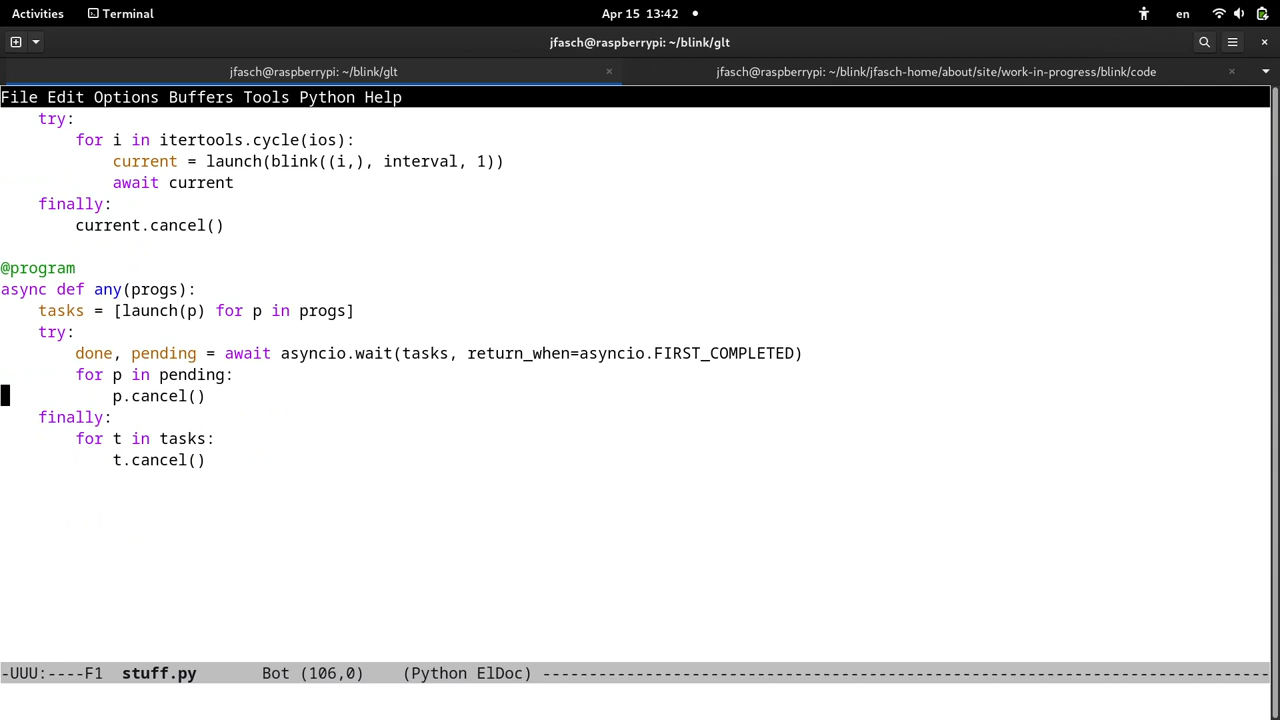 Activities Terminal Apr 15 13:42 en
jfasch@raspberrypi: ~/blink/glt
jfasch@raspberrypi: ~/blink/glt × jfasch@raspberrypi: ~/blink/jfasch-home/about/site/work-in-progress/blink/code ×
File Edit Options Buffers Tools Python Help
    try:
        for i in itertools.cycle(ios):
            current = launch(blink((i,), interval, 1))
            await current
    finally:
        current.cancel()

@program
async def any(progs):
    tasks = [launch(p) for p in progs]
    try:
        done, pending = await asyncio.wait(tasks, return_when=asyncio.FIRST_COMPLETED)
        for p in pending:
            p.cancel()
    finally:
        for t in tasks:
            t.cancel()
-UUU:----F1  stuff.py       Bot (106,0)    (Python ElDoc) ------------------------------------------------------------------------------